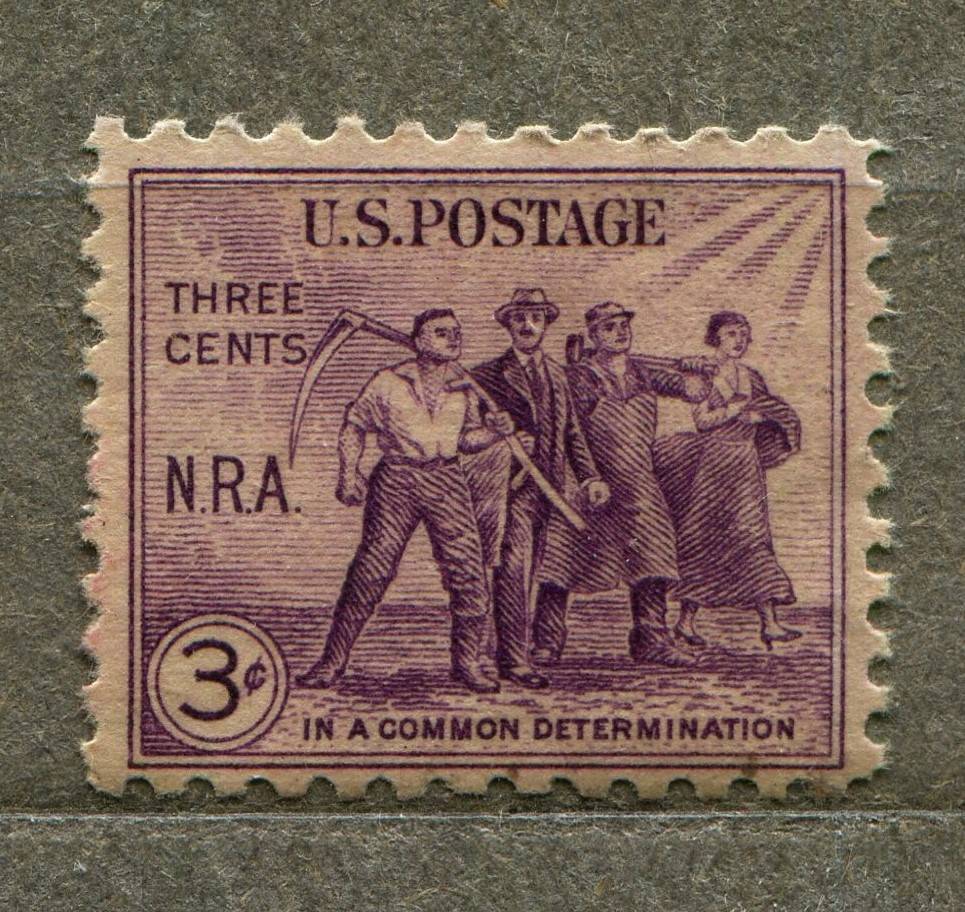 U.S.POSTAGE
THREE
CENTS
N.R.A.
3¢
IN A COMMON DETERMINATION